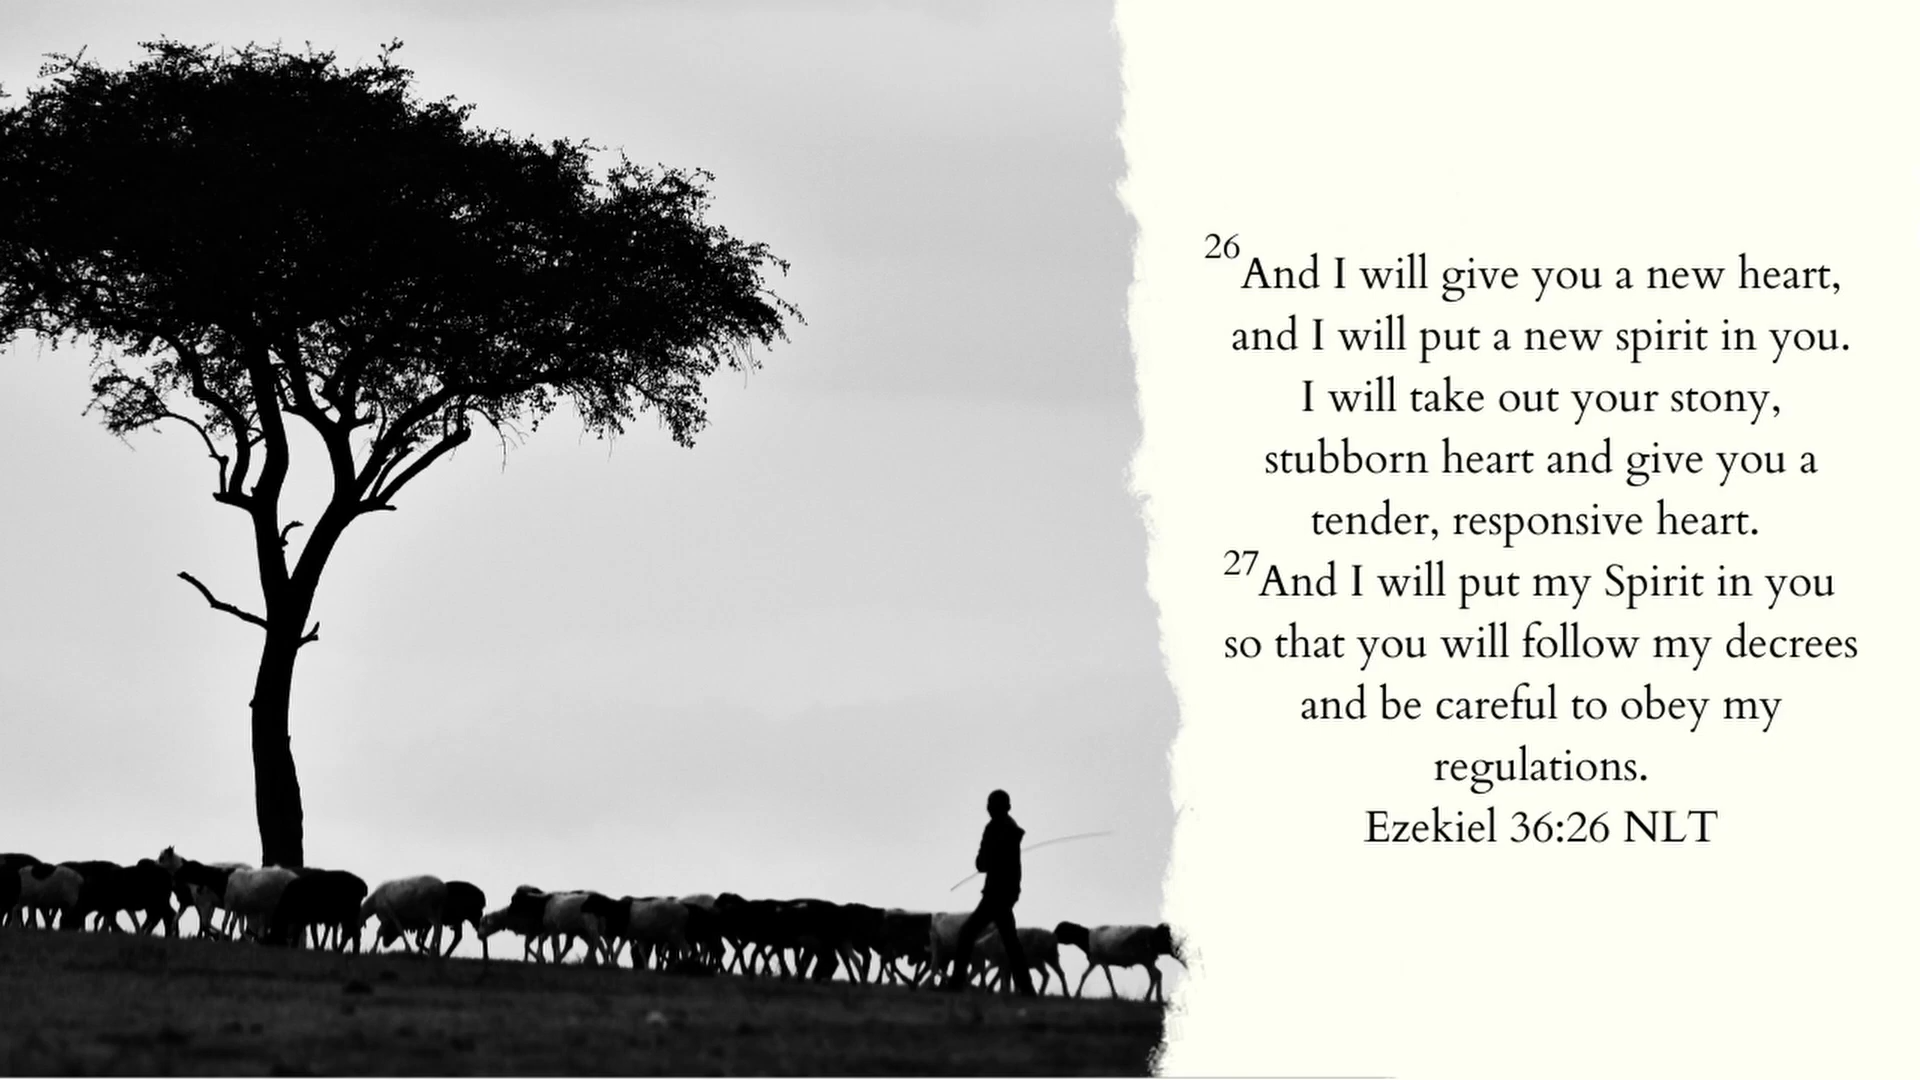 26And I will give you a new heart,
and I will put a new spirit in you.
I will take out your stony,
stubborn heart and give you a
tender, responsive heart.
27And I will put my Spirit in you
so that you will follow my decrees
and be careful to obey my
regulations.
Ezekiel 36:26 NLT